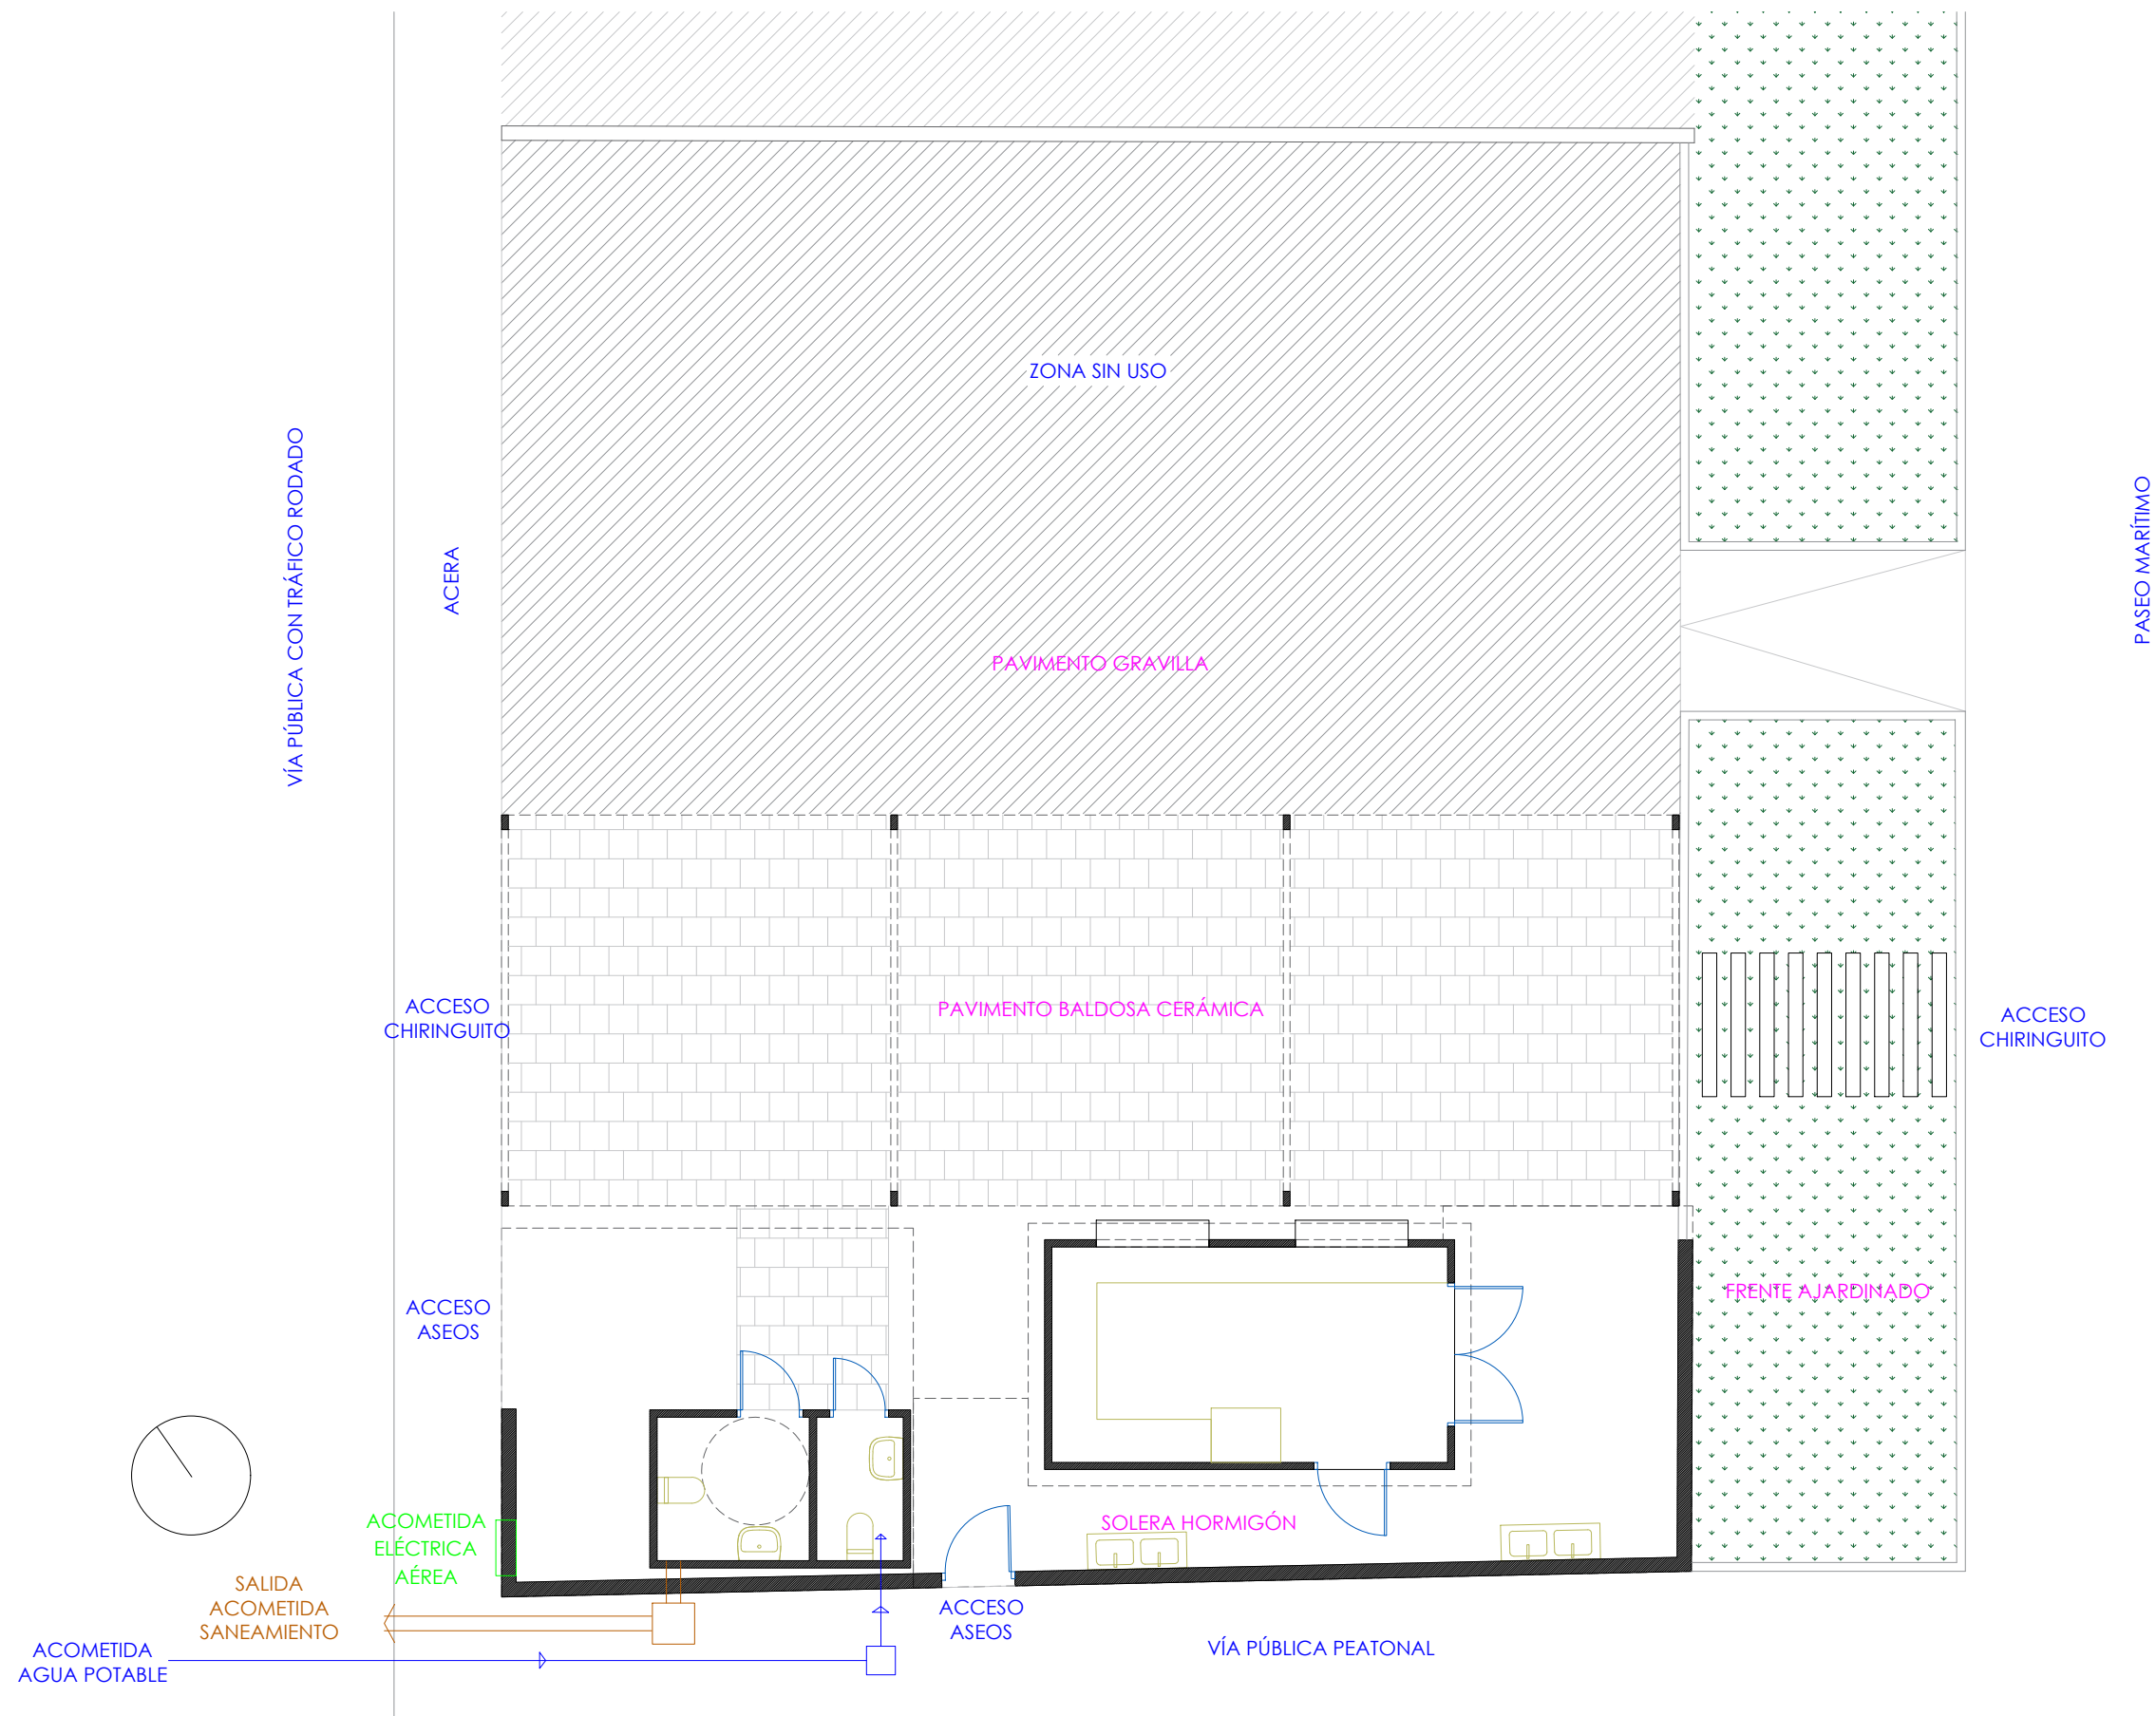 ZONA SIN USO
VÍA PÚBLICA CON TRÁFICO RODADO
ACERA
PASEO MARÍTIMO
PAVIMENTO GRAVILLA
ACCESO
CHIRINGUITO
PAVIMENTO BALDOSA CERÁMICA
ACCESO
CHIRINGUITO
FRENTE AJARDINADO
ACCESO
ASEOS
ACOMETIDA
ELÉCTRICA
AÉREA
SOLERA HORMIGÓN
SALIDA
ACOMETIDA
SANEAMIENTO
ACCESO
ASEOS
ACOMETIDA
AGUA POTABLE
VÍA PÚBLICA PEATONAL